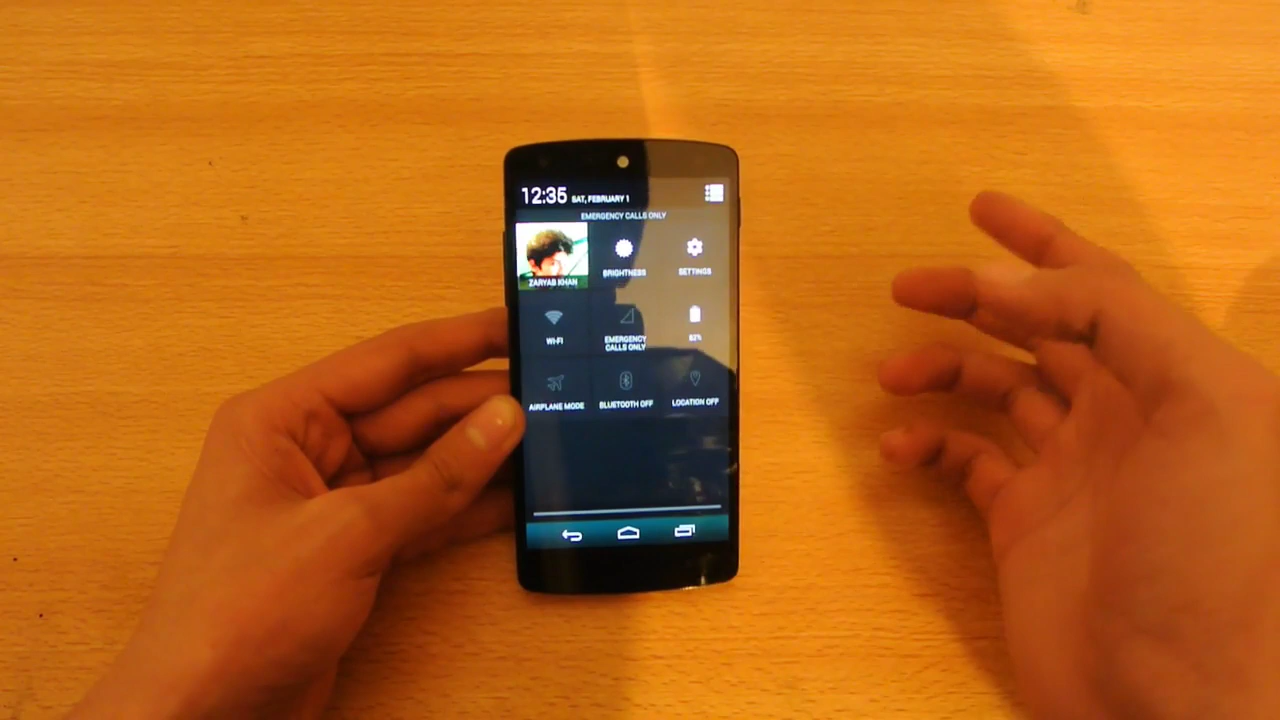 12:35 SAT, FEBRUARY 1
EMERGENCY CALLS ONLY
ZARYAB KHAN
BRIGHTNESS
SETTINGS
WI-FI
EMERGENCY
CALLS ONLY
82%
AIRPLANE MODE
BLUETOOTH OFF
LOCATION OFF